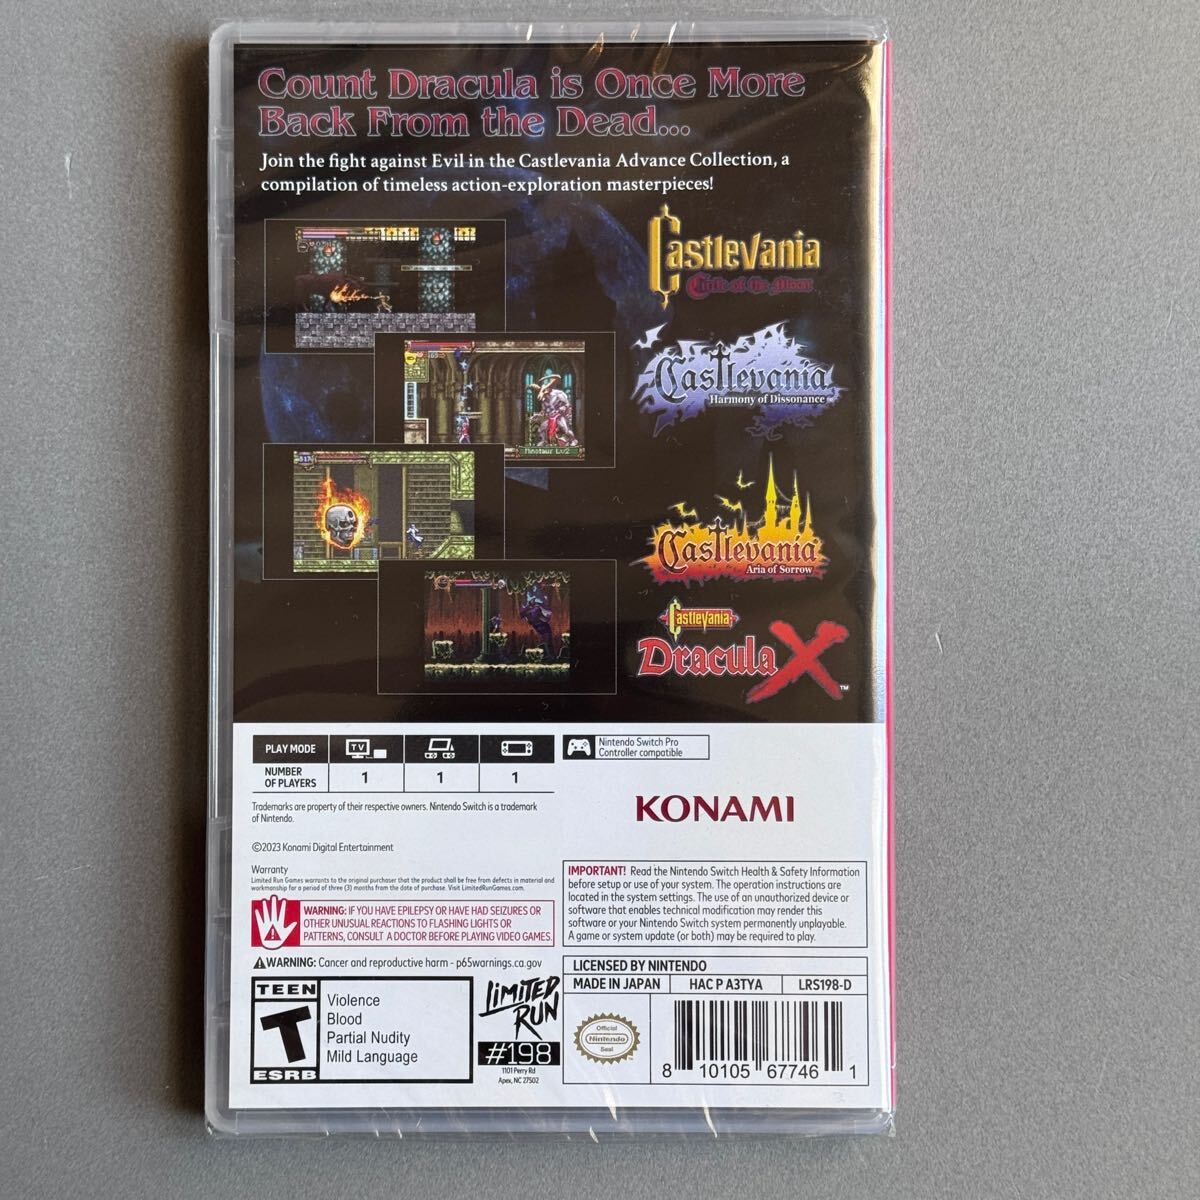 Count Dracula is Once More
Back From the Dead...
Join the fight against Evil in the Castlevania Advance Collection, a
compilation of timeless action-exploration masterpieces!
Castlevania
Circle of the Moon
Castlevania
Harmony of Dissonance
Minotaur Lv2
Castlevania
Aria of Sorrow
Castlevania
Dracula X
™
PLAY MODE
TV
NUMBER
OF PLAYERS
1
1
1
Nintendo Switch Pro
Controller compatible
Trademarks are property of their respective owners. Nintendo Switch is a trademark
of Nintendo.
©2023 Konami Digital Entertainment
KONAMI
Warranty
Limited Run Games warrants to the original purchaser that the product shall be free from defects in material and
workmanship for a period of three (3) months from the date of purchase. Visit LimitedRunGames.com.
WARNING: IF YOU HAVE EPILEPSY OR HAVE HAD SEIZURES OR
OTHER UNUSUAL REACTIONS TO FLASHING LIGHTS OR
PATTERNS, CONSULT A DOCTOR BEFORE PLAYING VIDEO GAMES.
WARNING: Cancer and reproductive harm - p65warnings.ca.gov
IMPORTANT! Read the Nintendo Switch Health & Safety Information
before setup or use of your system. The operation instructions are
located in the system settings. The use of an unauthorized device or
software that enables technical modification may render this
software or your Nintendo Switch system permanently unplayable.
A game or system update (or both) may be required to play.
TEEN
T
ESRB
Violence
Blood
Partial Nudity
Mild Language
LIMITED
RUN
#198
1101 Perry Rd
Apex, NC 27502
LICENSED BY NINTENDO
MADE IN JAPAN
HAC P A3TYA
LRS198-D
Official
Nintendo
Seal
8 10105 67746 1